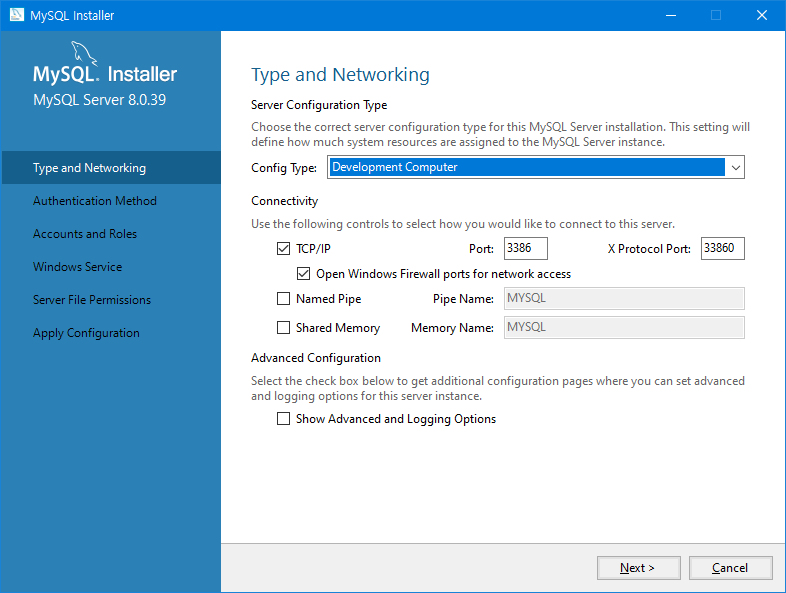 MySQL Installer
MySQL. Installer
MySQL Server 8.0.39
Type and Networking
Accounts and Roles
Authentication Method
Windows Service
Server File Permissions
Apply Configuration
Type and Networking
Server Configuration Type
Choose the correct server configuration type for this MySQL Server installation. This setting will
define how much system resources are assigned to the MySQL Server instance.
Config Type: Development Computer
Connectivity
Use the following controls to select how you would like to connect to this server.
TCP/IP Port: 3386 X Protocol Port: 33860
Open Windows Firewall ports for network access
Named Pipe Pipe Name: MYSQL
Shared Memory Memory Name: MYSQL
Advanced Configuration
Select the check box below to get additional configuration pages where you can set advanced
and logging options for this server instance.
Show Advanced and Logging Options
Next > Cancel